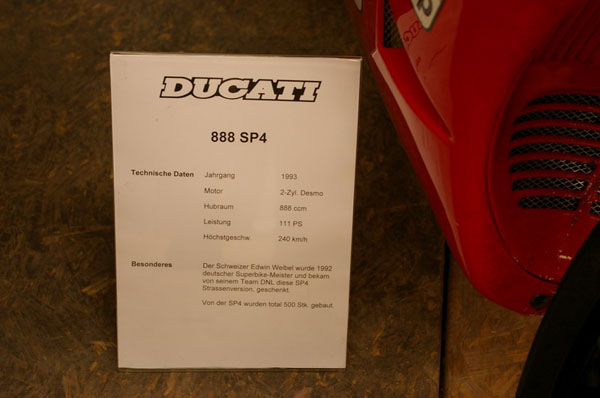 DUCATI
888 SP4
Technische Daten Jahrgang 1993
Motor 2-Zyl. Desmo
Hubraum 888 ccm
Leistung 111 PS
Höchstgeschw. 240 km/h
Besonderes Der Schweizer Edwin Weibel wurde 1992
deutscher Superbike-Meister und bekam
von seinem Team DNL diese SP4
Strassenversion, geschenkt.
Von der SP4 wurden total 500 Stk. gebaut.